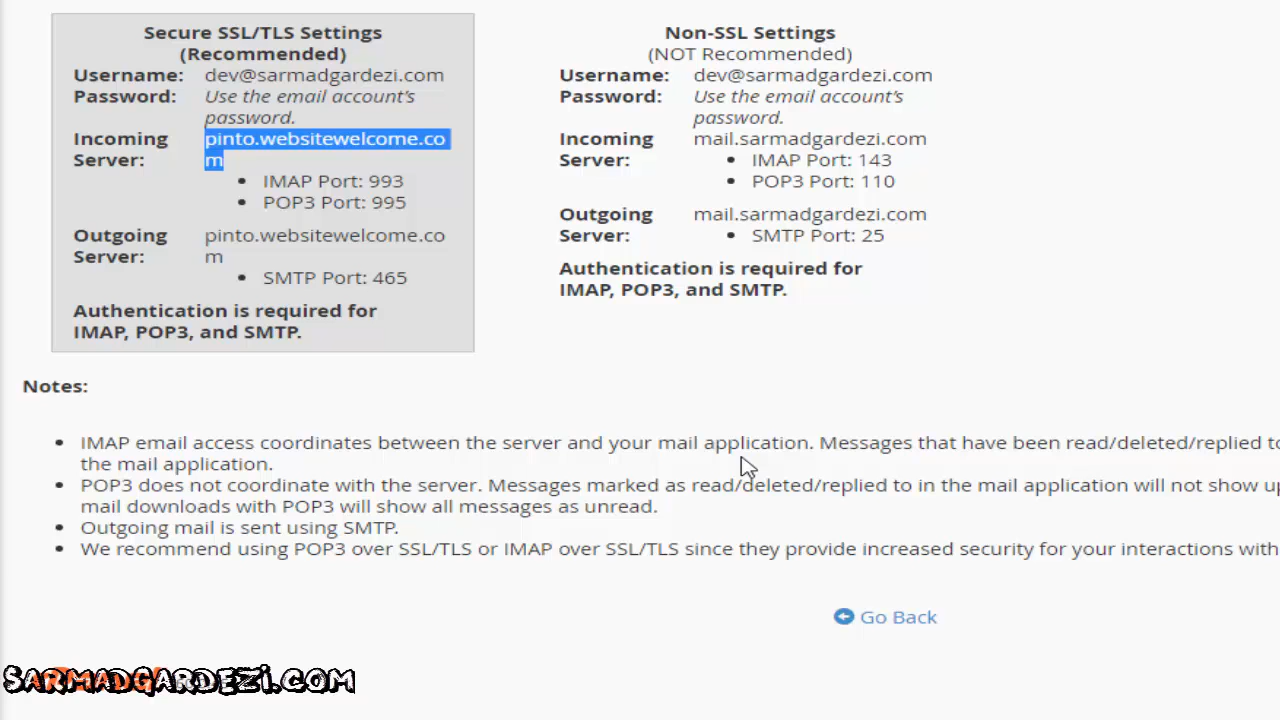 Secure SSL/TLS Settings
(Recommended)
Username: dev@sarmadgardezi.com
Password: Use the email account's
password.
Incoming pinto.websitewelcome.co
Server: m
• IMAP Port: 993
• POP3 Port: 995
Outgoing pinto.websitewelcome.co
Server: m
• SMTP Port: 465
Authentication is required for
IMAP, POP3, and SMTP.
Non-SSL Settings
(NOT Recommended)
Username: dev@sarmadgardezi.com
Password: Use the email account's
password.
Incoming mail.sarmadgardezi.com
Server: • IMAP Port: 143
• POP3 Port: 110
Outgoing mail.sarmadgardezi.com
Server: • SMTP Port: 25
Authentication is required for
IMAP, POP3, and SMTP.
Notes:
• IMAP email access coordinates between the server and your mail application. Messages that have been read/deleted/replied to
the mail application.
• POP3 does not coordinate with the server. Messages marked as read/deleted/replied to in the mail application will not show up
mail downloads with POP3 will show all messages as unread.
• Outgoing mail is sent using SMTP.
• We recommend using POP3 over SSL/TLS or IMAP over SSL/TLS since they provide increased security for your interactions with
Go Back
SARMADGARDEZI.COM